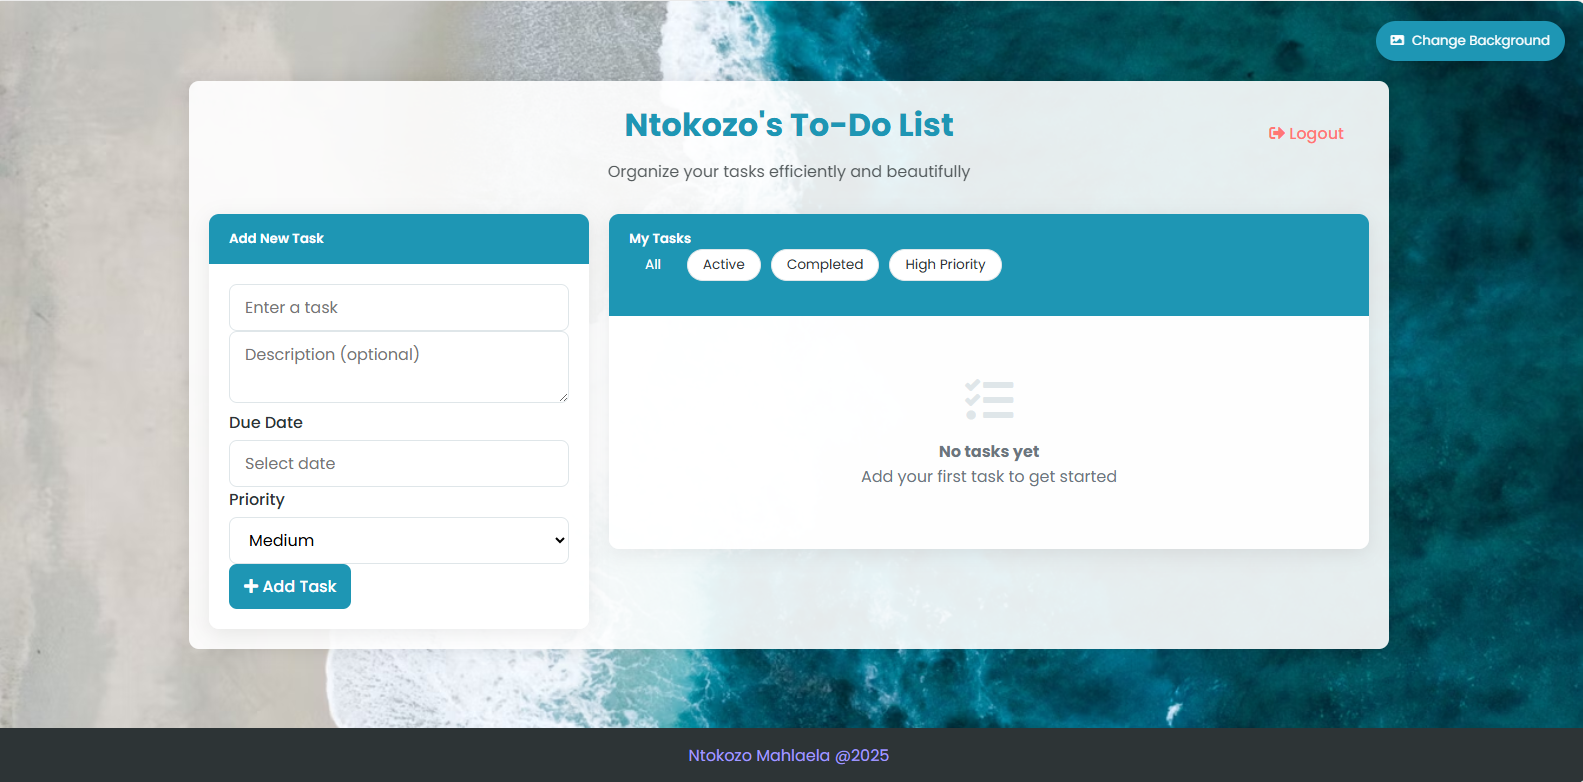 Change Background
Ntokozo's To-Do List
Logout
Organize your tasks efficiently and beautifully
Add New Task
Enter a task
Description (optional)
Due Date
Select date
Priority
Medium
Add Task
My Tasks
All Active Completed High Priority
No tasks yet
Add your first task to get started
Ntokozo Mahlaela @2025